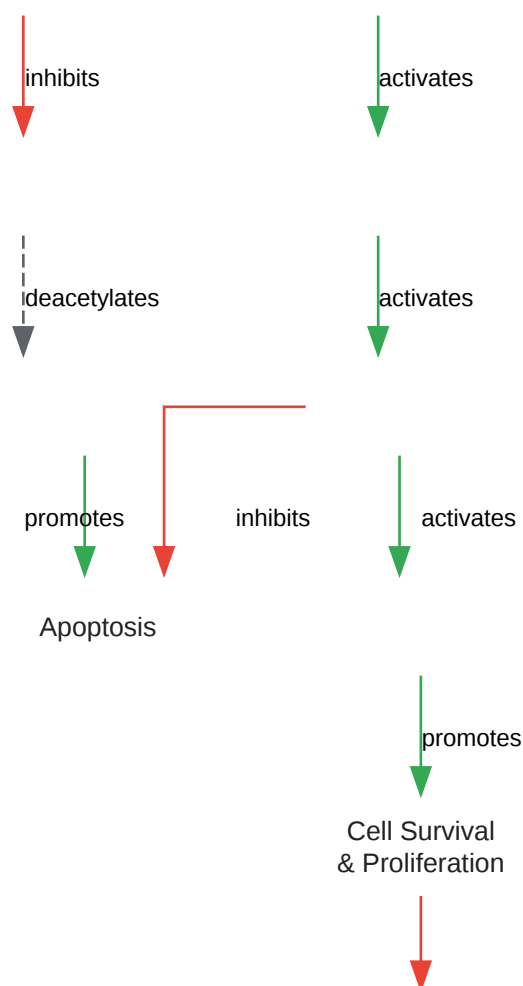 inhibits
activates
deacetylates
activates
promotes
inhibits
activates
Apoptosis
promotes
Cell Survival
& Proliferation